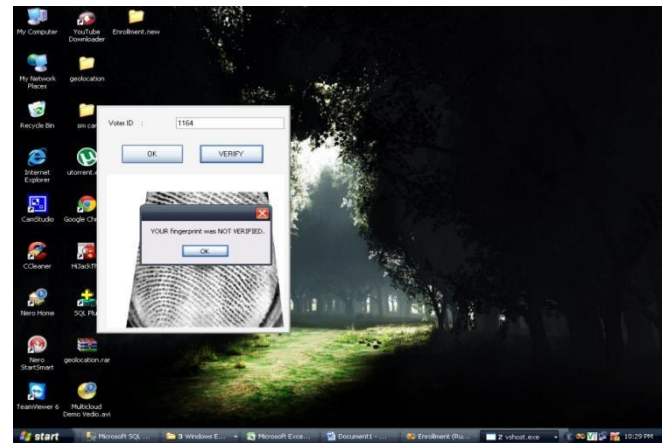 My Computer
YouTube Downloader
Enrollment.new
My Network Places
geolocation
Recycle Bin
sm car
Internet Explorer
utorrent.
CamStudio
Google Chr
CCleaner
HiJackTh
Nero Home
SQL Plu
Nero StartSmart
geolocation.rar
TeamViewer 6
Multicloud Demo Vedio.avi
Voter ID :
1164
OK
VERIFY
YOUR fingerprint was NOT VERIFIED.
OK
start
Microsoft SQL ...
3 Windows E...
Microsoft Exce...
Document1 - ...
Enrollment (Ru...
2 vshost.exe
10:29 PM